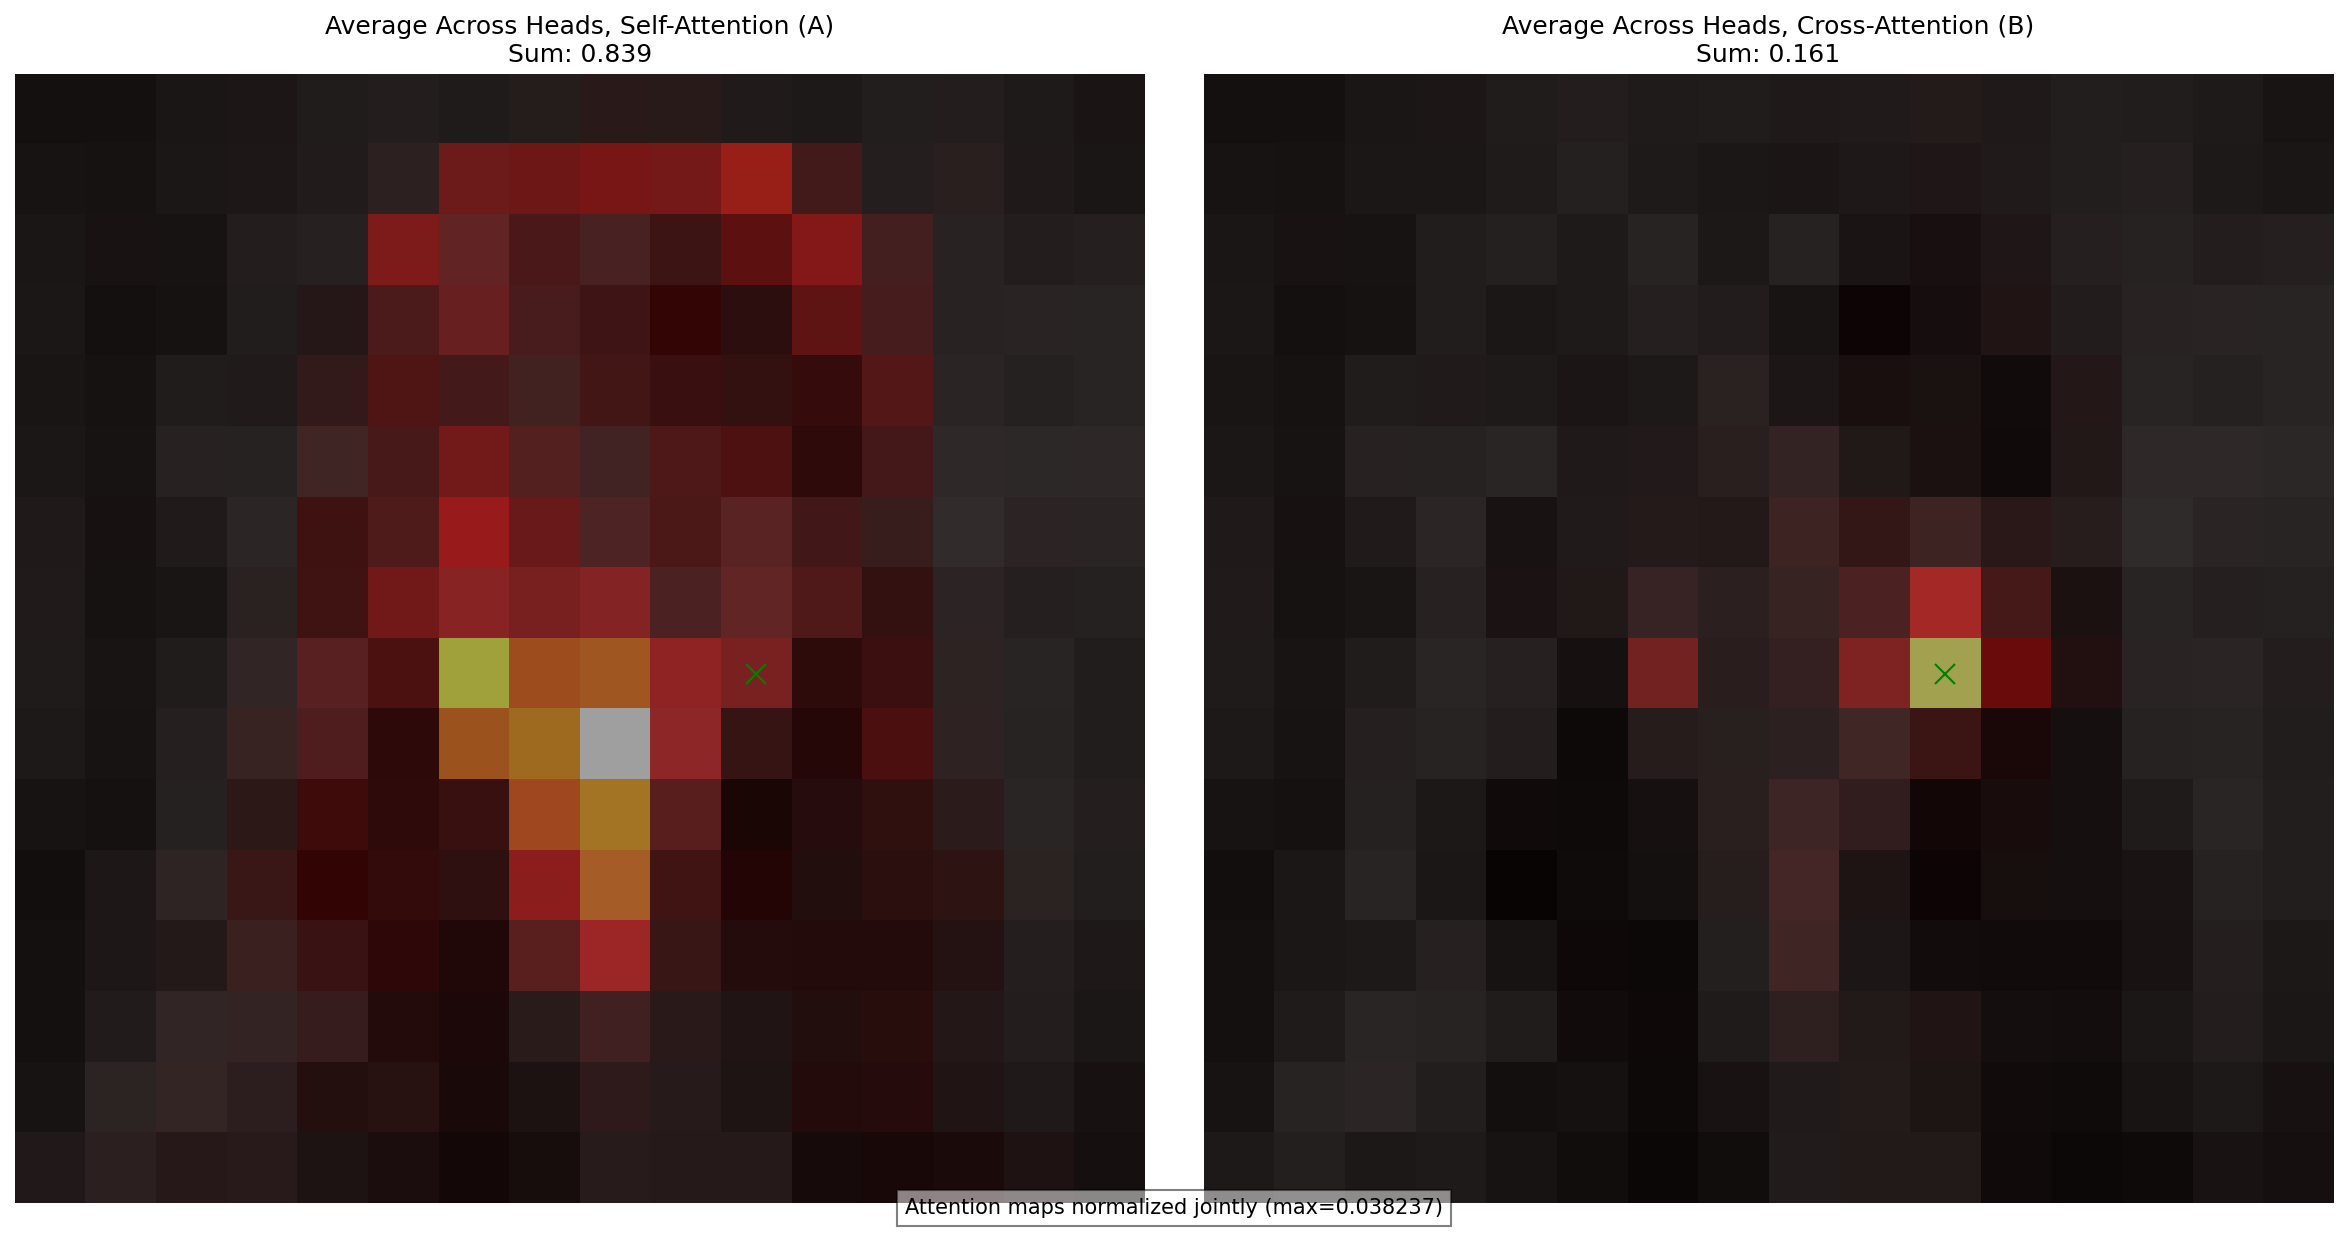 Average Across Heads, Self-Attention (A)
Sum: 0.839
Average Across Heads, Cross-Attention (B)
Sum: 0.161
Attention maps normalized jointly (max=0.038237)